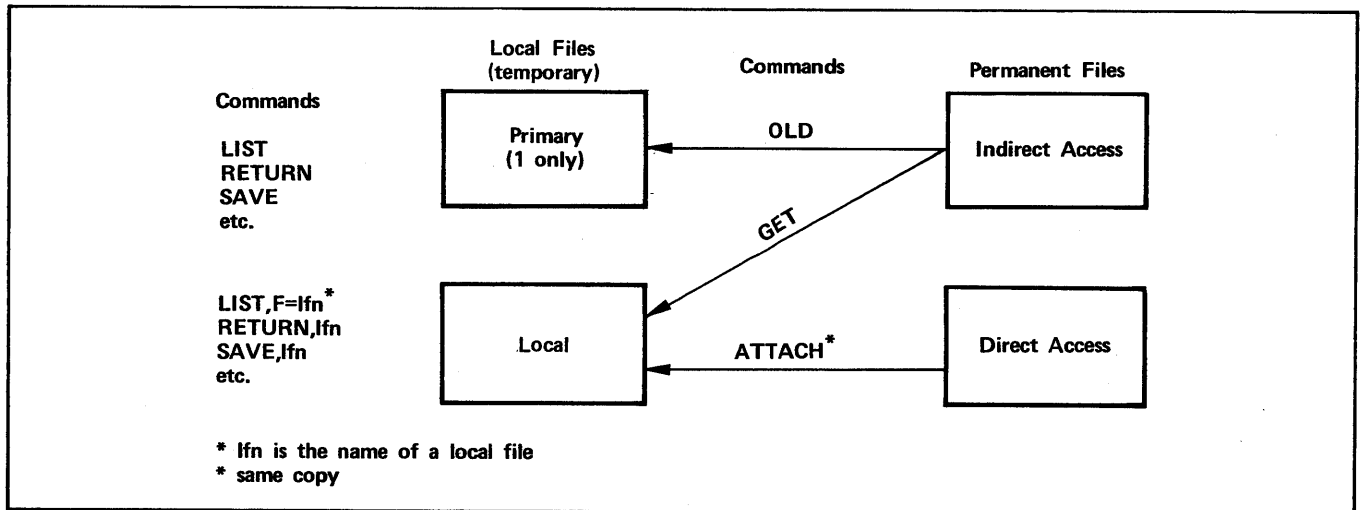 Local Files
(temporary)
Commands
Permanent Files
Commands
LIST
RETURN
SAVE
etc.
Primary
(1 only)
OLD
Indirect Access
GET
LIST,F=lfn*
RETURN,lfn
SAVE,lfn
etc.
Local
ATTACH*
Direct Access
* lfn is the name of a local file
* same copy